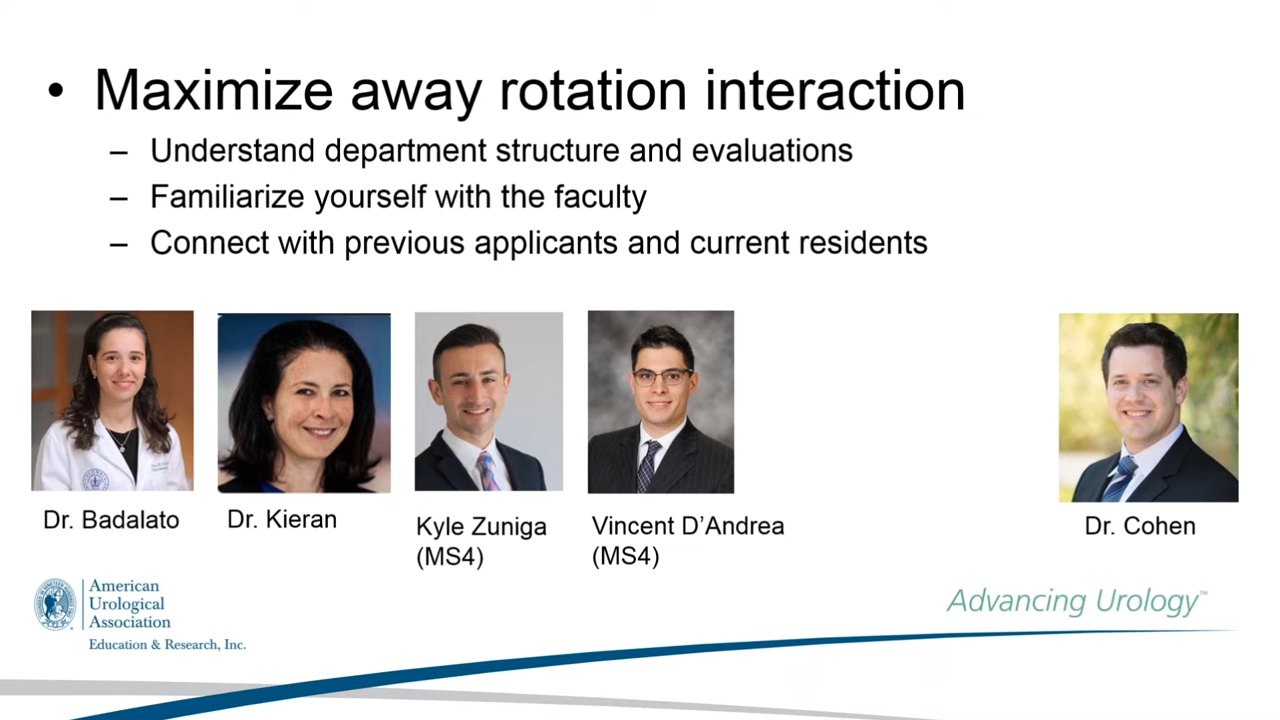 • Maximize away rotation interaction
– Understand department structure and evaluations
– Familiarize yourself with the faculty
– Connect with previous applicants and current residents
Dr. Badalato
Dr. Kieran
Kyle Zuniga
(MS4)
Vincent D’Andrea
(MS4)
Dr. Cohen
American
Urological
Association
Education & Research, Inc.
Advancing Urology™